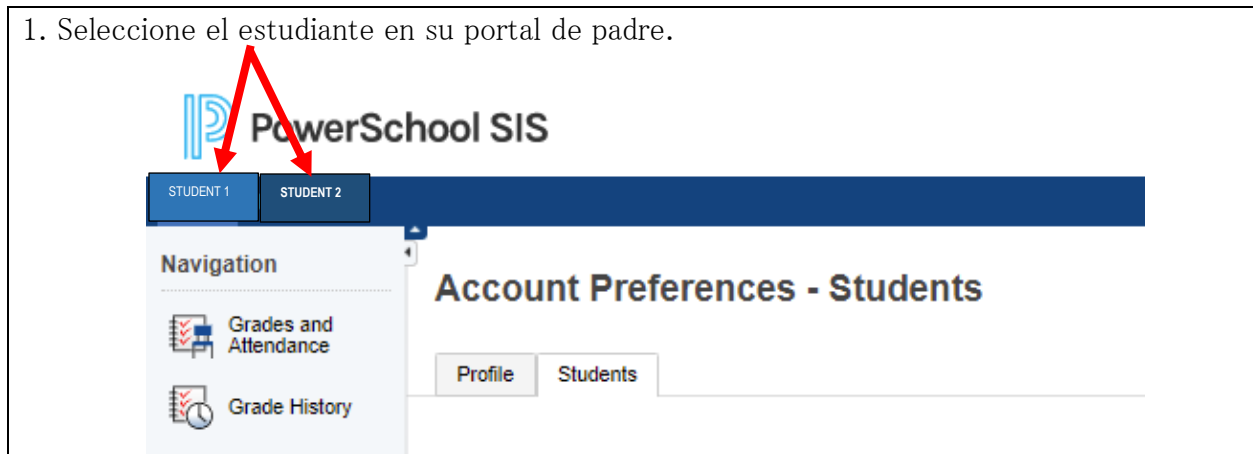 1. Seleccione el estudiante en su portal de padre.
PowerSchool SIS
STUDENT 1 STUDENT 2
Navigation
Account Preferences - Students
Grades and
Attendance
Profile Students
Grade History